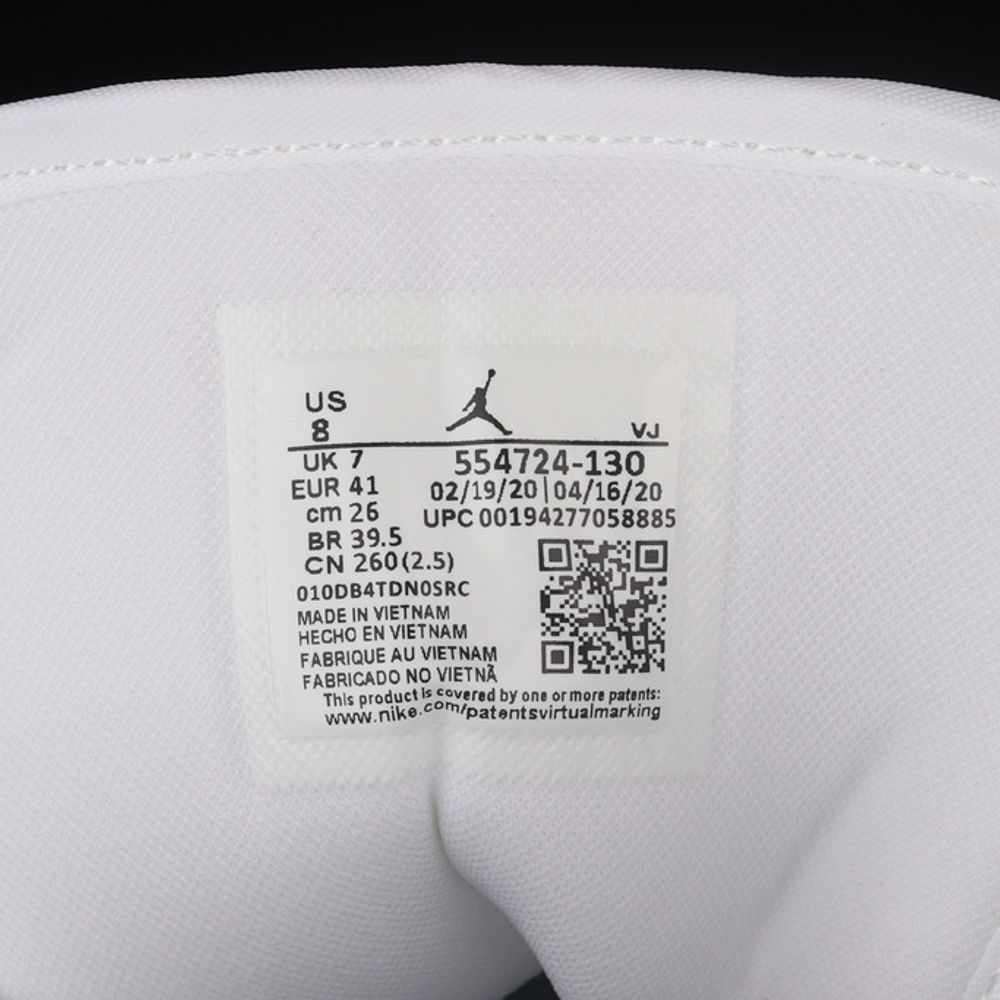 US
8
VJ
UK 7
554724-130
EUR 41
02/19/20|04/16/20
cm 26
UPC 00194277058885
BR 39.5
CN 260(2.5)
010DB4TDN0SRC
MADE IN VIETNAM
HECHO EN VIETNAM
FABRIQUE AU VIETNAM
FABRICADO NO VIETNÃ
This product is covered by one or more patents:
www.nike.com/patentsvirtualmarking